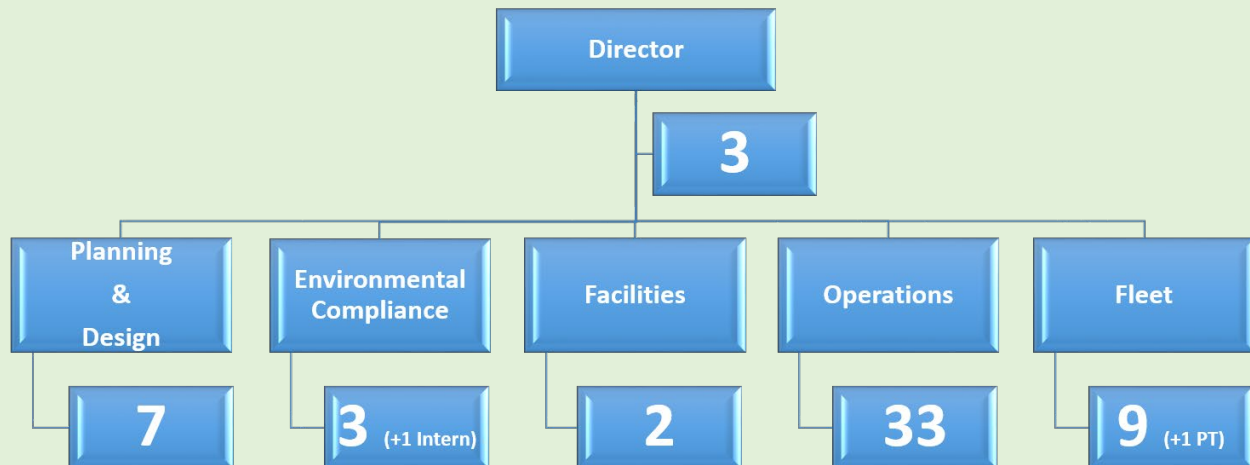 Director
3
Planning
&
Design
Environmental
Compliance
Facilities
Operations
Fleet
7
3 (+1 Intern)
2
33
9 (+1 PT)